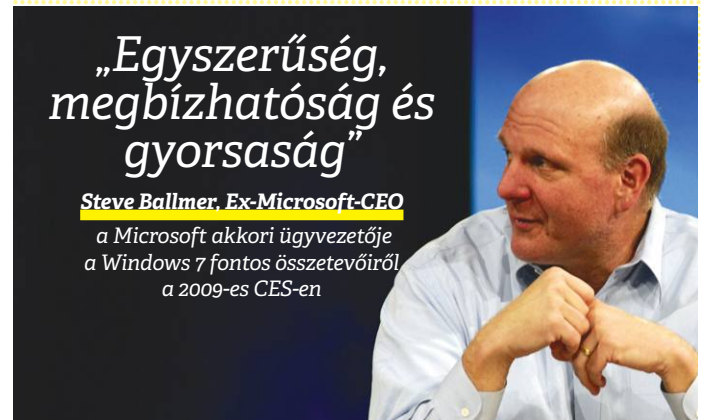 „Egyszerűség,
megbízhatóság és
gyorsaság”
Steve Ballmer, Ex-Microsoft-CEO
a Microsoft akkori ügyvezetője
a Windows 7 fontos összetevőiről
a 2009-es CES-en